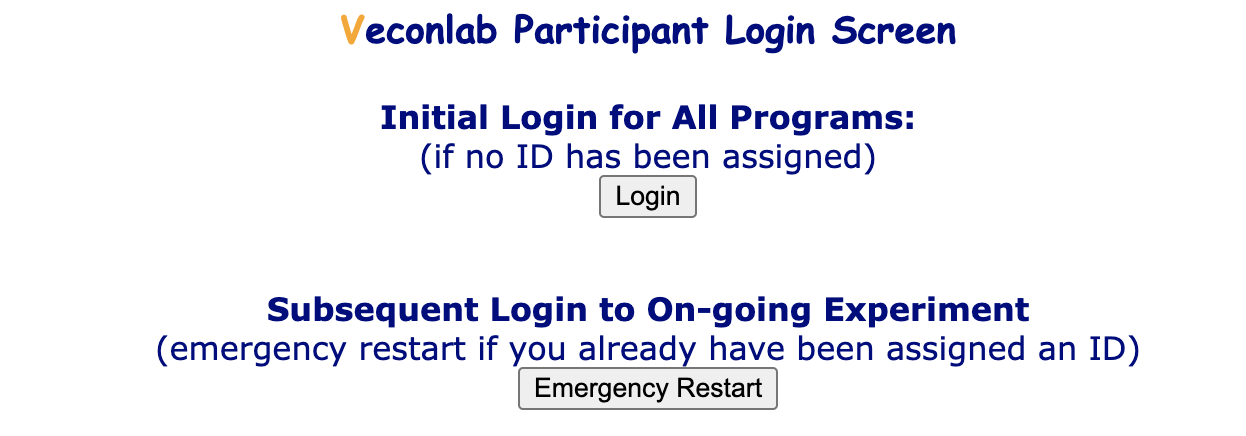 Veconlab Participant Login Screen
Initial Login for All Programs:
(if no ID has been assigned)
Login
Subsequent Login to On-going Experiment
(emergency restart if you already have been assigned an ID)
Emergency Restart